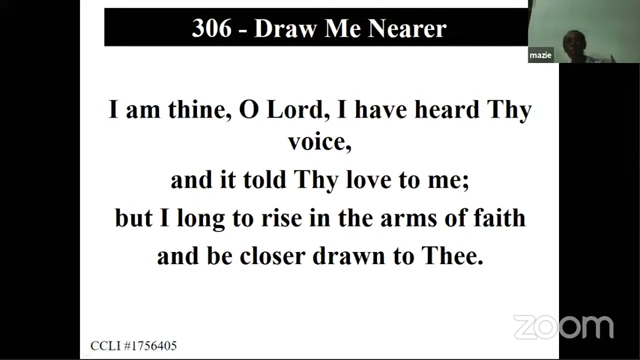 306 - Draw Me Nearer
mazie
I am thine, O Lord, I have heard Thy
voice,
and it told Thy love to me;
but I long to rise in the arms of faith
and be closer drawn to Thee.
zoom
CCLI #1756405